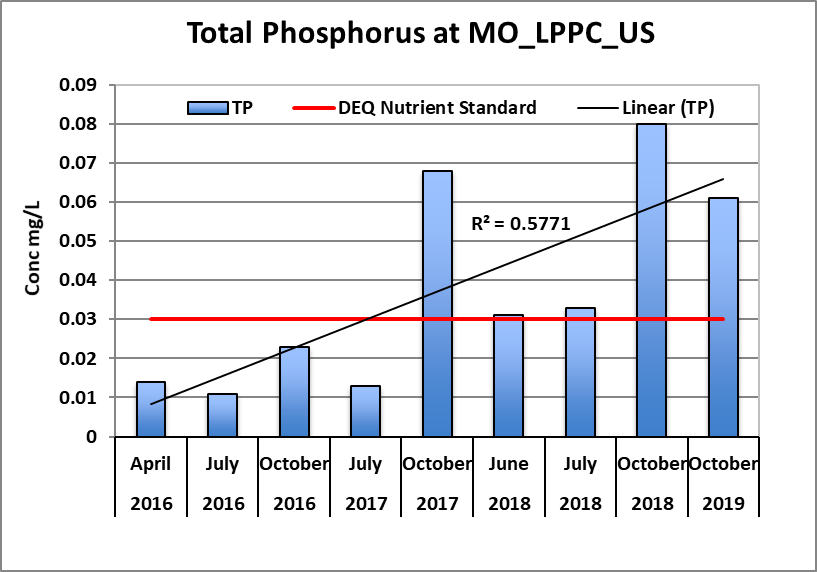 Total Phosphorus at MO_LPPC_US
TP DEQ Nutrient Standard Linear (TP)
0.09
0.08
0.07
0.06
0.05
0.04
0.03
0.02
0.01
0
Conc mg/L
R² = 0.5771
April July October July October June July October October
2016 2016 2016 2017 2017 2018 2018 2018 2019